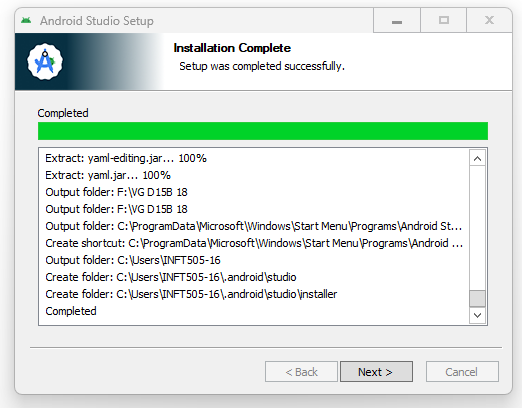 Android Studio Setup
Installation Complete
Setup was completed successfully.
Completed
Extract: yaml-editing.jar... 100%
Extract: yaml.jar... 100%
Output folder: F:\VG D15B 18
Output folder: F:\VG D15B 18
Output folder: C:\ProgramData\Microsoft\Windows\Start Menu\Programs\Android St...
Create shortcut: C:\ProgramData\Microsoft\Windows\Start Menu\Programs\Android ...
Output folder: C:\Users\INFT505-16
Create folder: C:\Users\INFT505-16\.android\studio
Create folder: C:\Users\INFT505-16\.android\studio\installer
Completed
< Back
Next >
Cancel